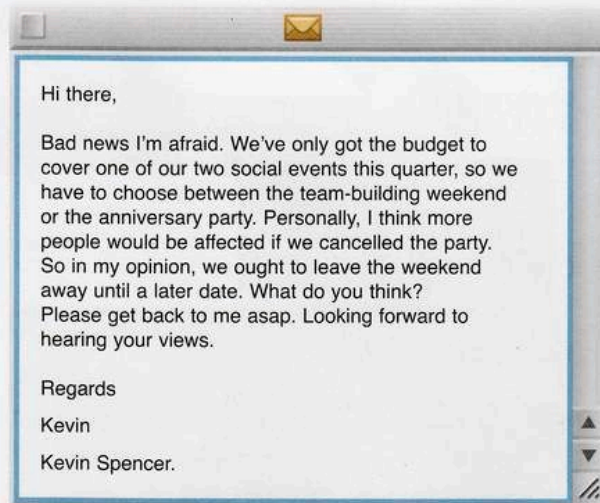 Hi there,
Bad news I'm afraid. We've only got the budget to
cover one of our two social events this quarter, so we
have to choose between the team-building weekend
or the anniversary party. Personally, I think more
people would be affected if we cancelled the party.
So in my opinion, we ought to leave the weekend
away until a later date. What do you think?
Please get back to me asap. Looking forward to
hearing your views.
Regards
Kevin
Kevin Spencer.